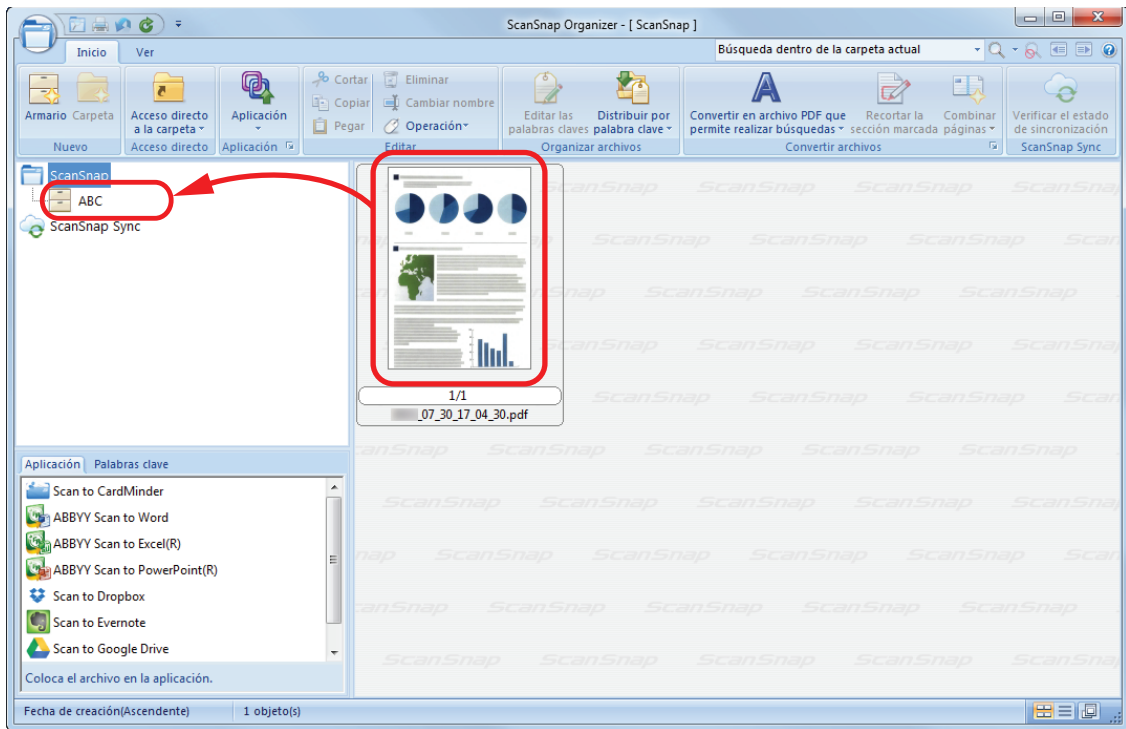 ScanSnap Organizer - [ ScanSnap ]
Inicio Ver
Búsqueda dentro de la carpeta actual
Armario Carpeta
Nuevo
Acceso directo
a la carpeta
Acceso directo
Aplicación
Aplicación
Cortar
Copiar
Pegar
Eliminar
Cambiar nombre
Operación
Editar
Editar las
palabras claves
Distribuir por
palabra clave
Organizar archivos
Convertir en archivo PDF que
permite realizar búsquedas
Recortar la
sección marcada
Combinar
páginas
Convertir archivos
Verificar el estado
de sincronización
ScanSnap Sync
ScanSnap
ABC
ScanSnap Sync
1/1
_07_30_17_04_30.pdf
Aplicación Palabras clave
Scan to CardMinder
ABBYY Scan to Word
ABBYY Scan to Excel(R)
ABBYY Scan to PowerPoint(R)
Scan to Dropbox
Scan to Evernote
Scan to Google Drive
Coloca el archivo en la aplicación.
Fecha de creación(Ascendente) 1 objeto(s)